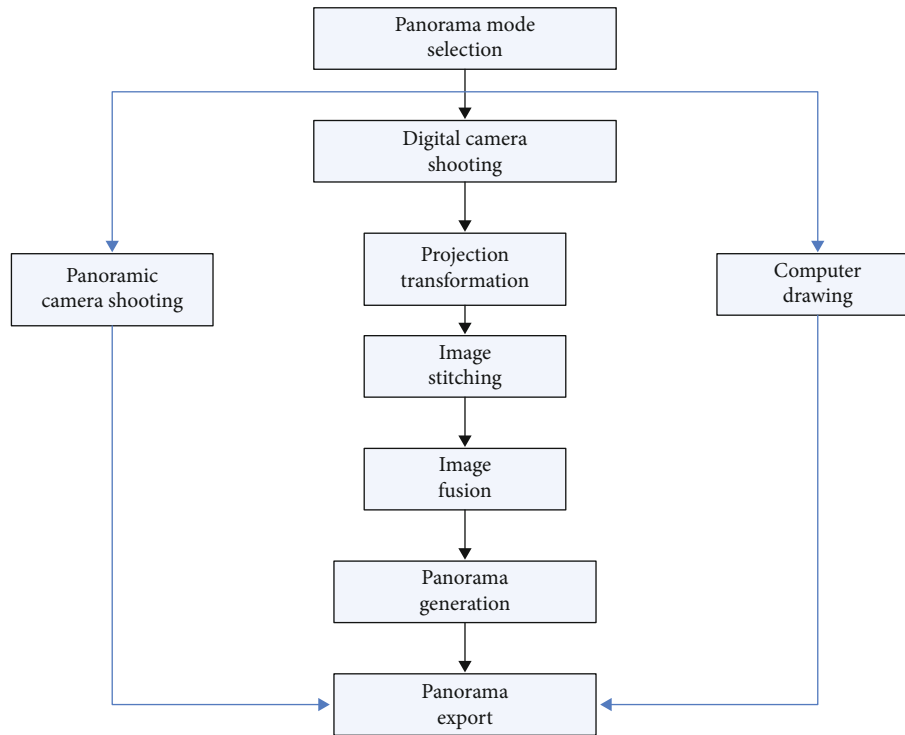 Panorama mode
selection
Digital camera
shooting
Panoramic
camera shooting
Projection
transformation
Computer
drawing
Image
stitching
Image
fusion
Panorama
generation
Panorama
export